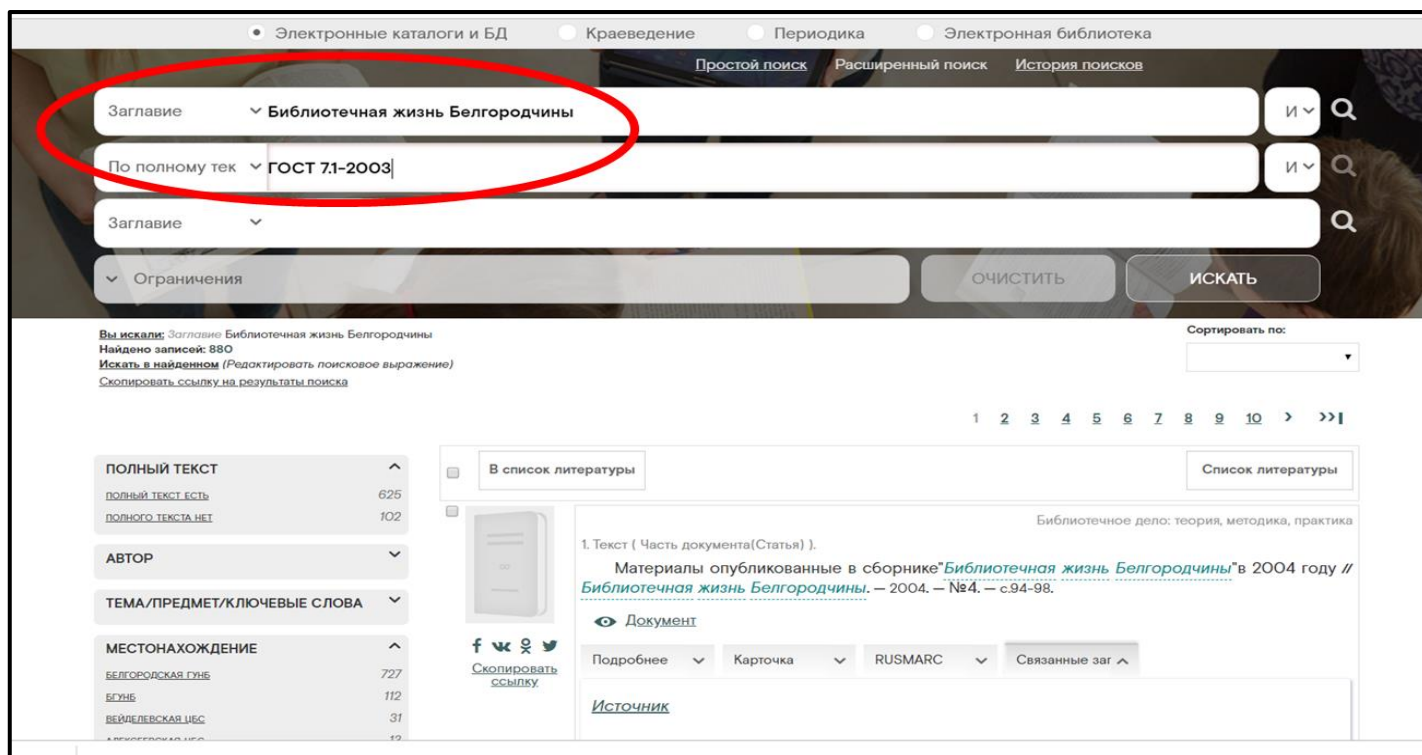 Электронные каталоги и БД Краеведение Периодика Электронная библиотека
Простой поиск Расширенный поиск История поисков
Заглавие Библиотечная жизнь Белгородчины И
По полному тек ГОСТ 7.1-2003 И
Заглавие
Ограничения ОЧИСТИТЬ ИСКАТЬ
Вы искали: Заглавие Библиотечная жизнь Белгородчины
Найдено записей: 880
Искать в найденном (Редактировать поисковое выражение)
Скопировать ссылку на результаты поиска
Сортировать по:
1 2 3 4 5 6 7 8 9 10 > >>|
ПОЛНЫЙ ТЕКСТ
ПОЛНЫЙ ТЕКСТ ЕСТЬ 625
ПОЛНОГО ТЕКСТА НЕТ 102
АВТОР
ТЕМА/ПРЕДМЕТ/КЛЮЧЕВЫЕ СЛОВА
МЕСТОНАХОЖДЕНИЕ
БЕЛГОРОДСКАЯ ГУНБ 727
БГУНБ 112
ВЕЙДЕЛЕВСКАЯ ЦБС 31
В список литературы Список литературы
Библиотечное дело: теория, методика, практика
1. Текст ( Часть документа(Статья) ).
Материалы опубликованные в сборнике"Библиотечная жизнь Белгородчины"в 2004 году //
Библиотечная жизнь Белгородчины. — 2004. — №4. — с.94-98.
Документ
Подробнее Карточка RUSMARC Связанные заг
Скопировать
ссылку
Источник